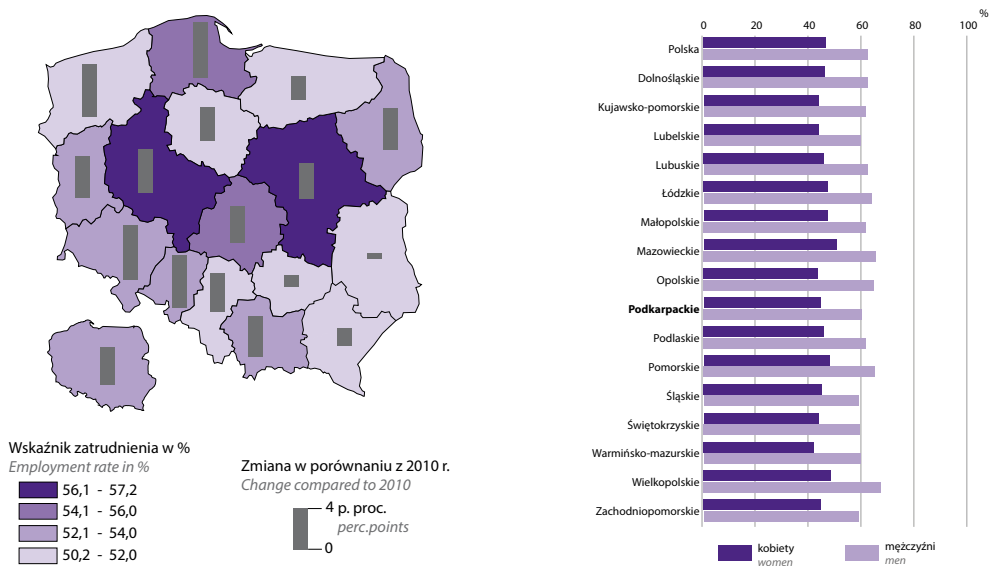 Wskaźnik zatrudnienia w %
Employment rate in %
56,1 - 57,2
54,1 - 56,0
52,1 - 54,0
50,2 - 52,0
Zmiana w porównaniu z 2010 r.
Change compared to 2010
4 p. proc.
perc.points
0
%
0 20 40 60 80 100
Polska
Dolnośląskie
Kujawsko-pomorskie
Lubelskie
Lubuskie
Łódzkie
Małopolskie
Mazowieckie
Opolskie
Podkarpackie
Podlaskie
Pomorskie
Śląskie
Świętokrzyskie
Warmińsko-mazurskie
Wielkopolskie
Zachodniopomorskie
kobiety
women
mężczyźni
men